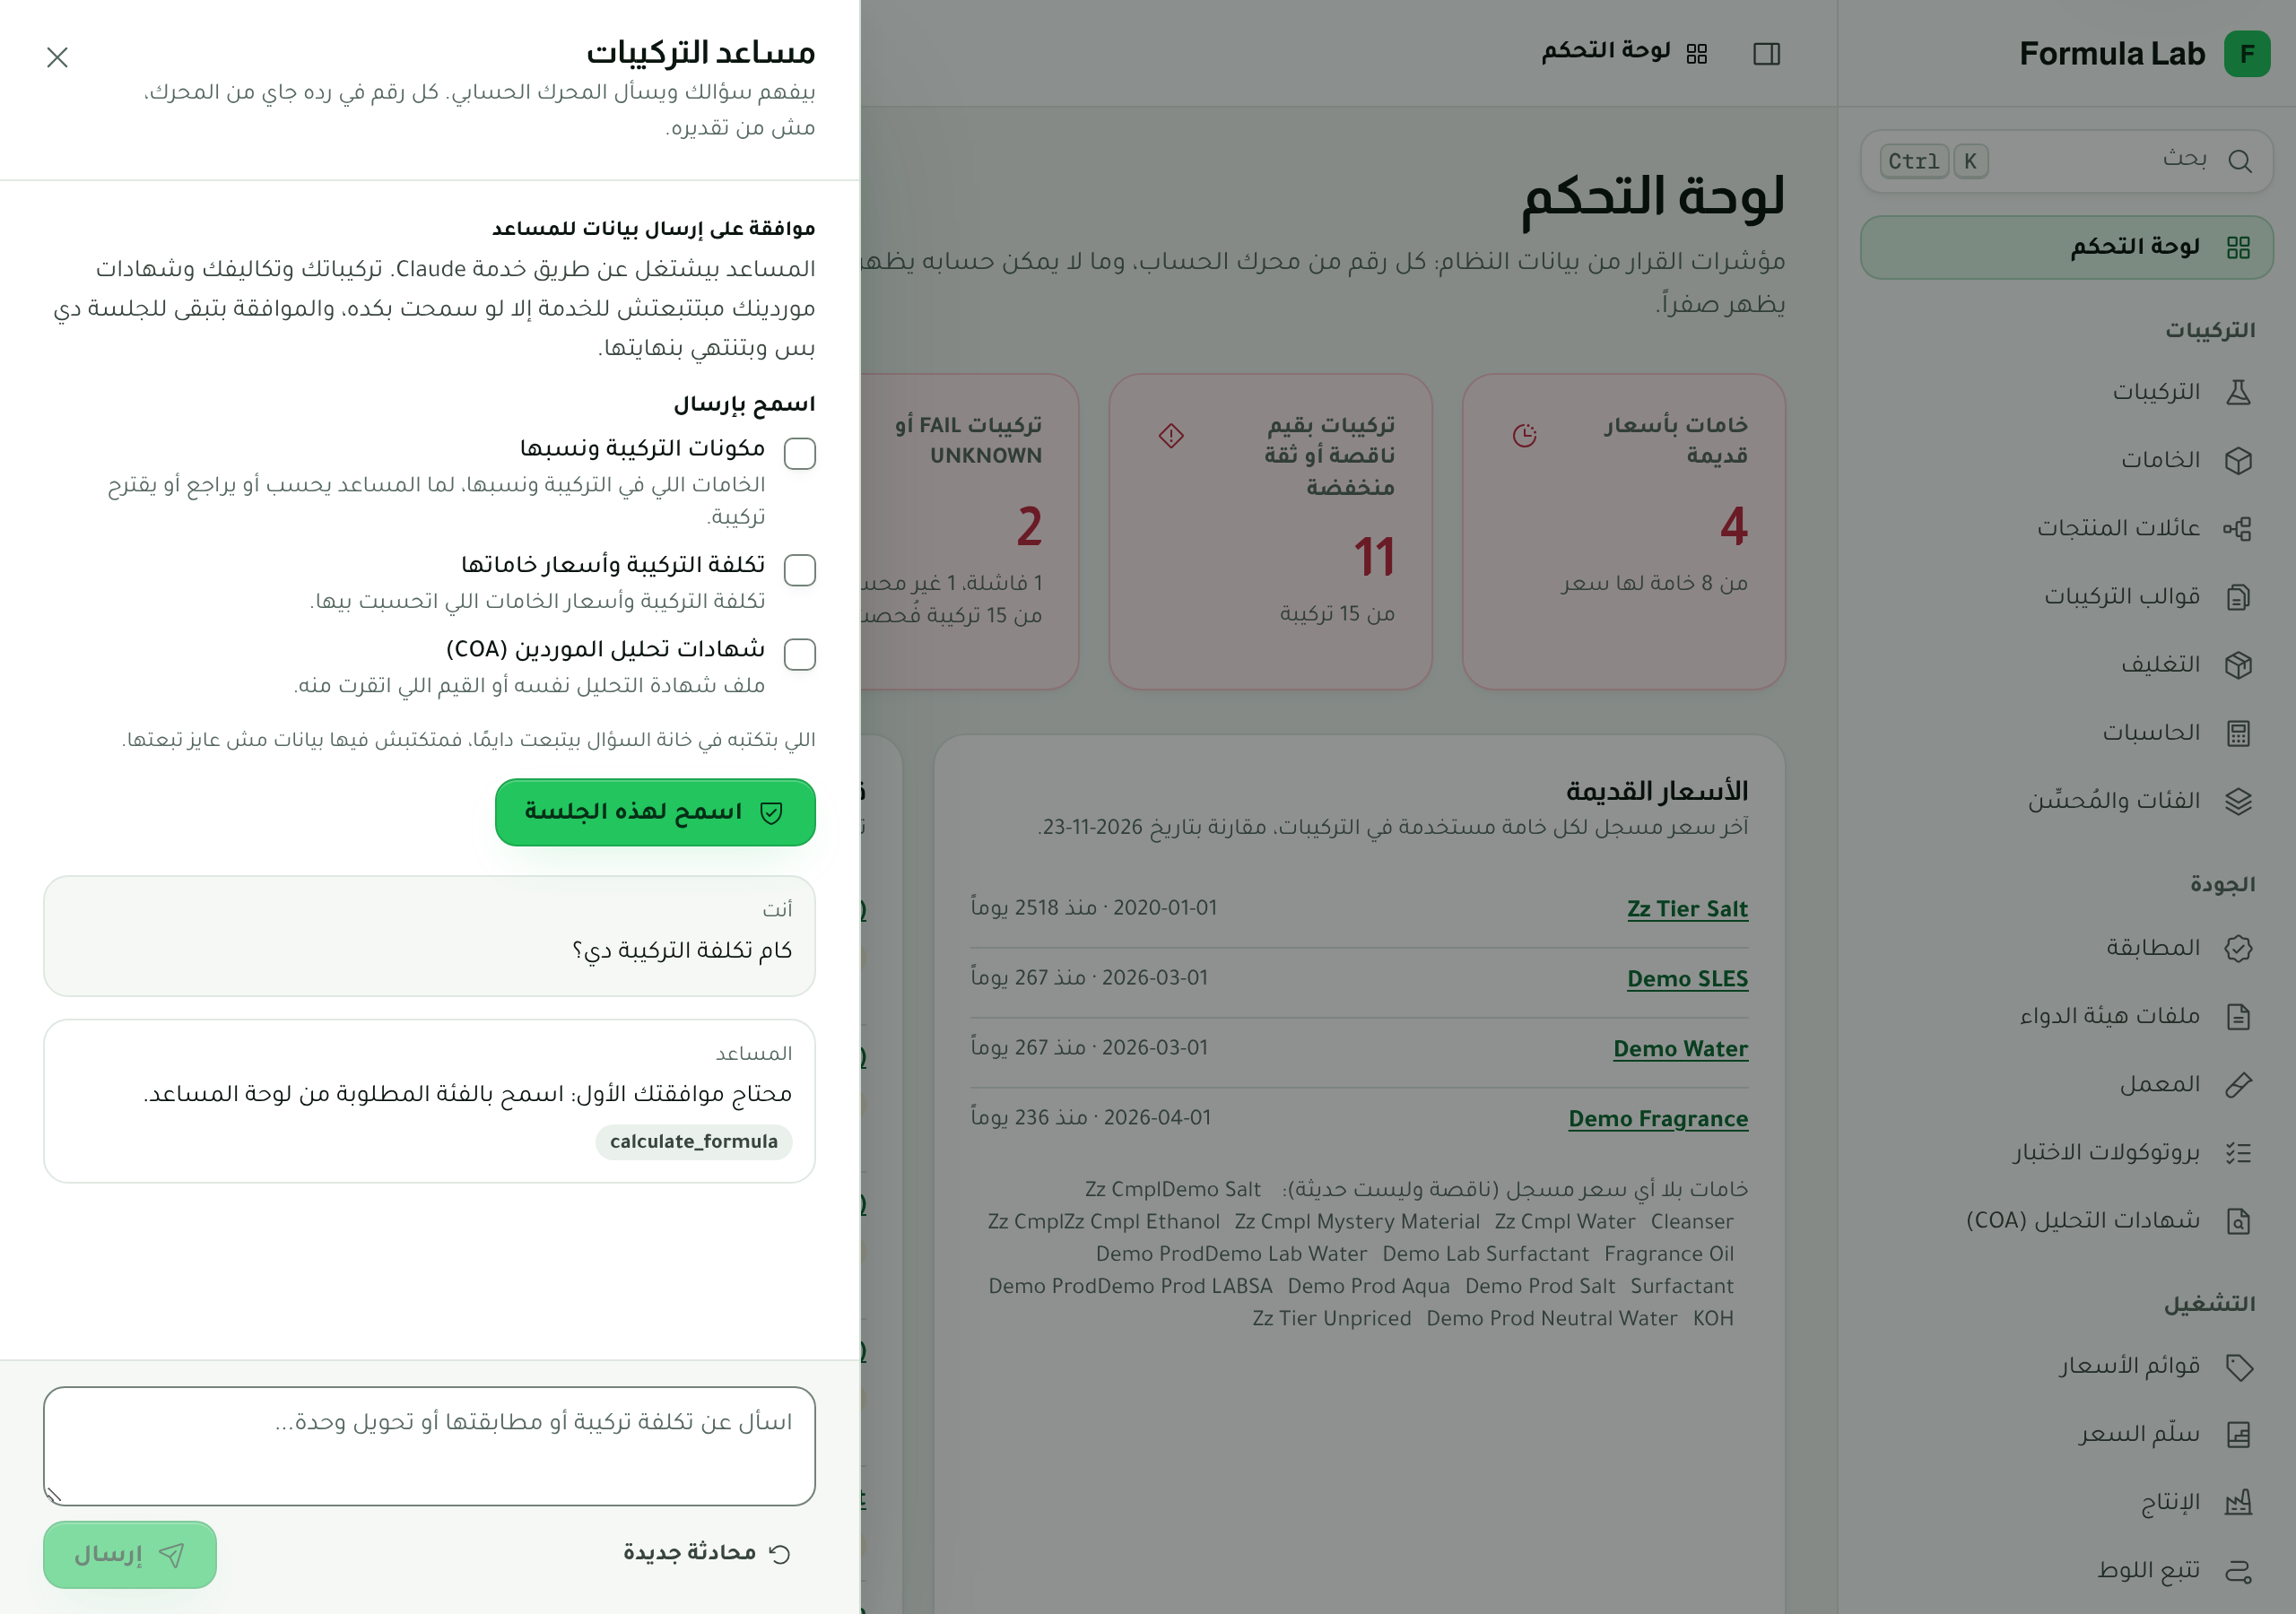 Formula Lab
F
بحث
Ctrl K
لوحة التحكم
التركيبات
التركيبات
الخامات
عائلات المنتجات
قوالب التركيبات
التغليف
الحاسبات
الفئات والمُحسِّن
الجودة
المطابقة
ملفات هيئة الدواء
المعمل
بروتوكولات الاختبار
شهادات التحليل (COA)
التشغيل
قوائم الأسعار
سلّم السعر
الإنتاج
تتبع اللوط
لوحة التحكم
لوحة التحكم
مؤشرات القرار من بيانات النظام: كل رقم من محرك الحساب، وما لا يمكن حسابه يظهر
يظهر صفراً.
خامات بأسعار
قديمة
4
من 8 خامة لها سعر
تركيبات بقيم
ناقصة أو ثقة
منخفضة
11
من 15 تركيبة
تركيبات FAIL أو
UNKNOWN
2
1 فاشلة، 1 غير
من 15 تركيبة
الأسعار القديمة
آخر سعر مسجل لكل خامة مستخدمة في التركيبات، مقارنة بتاريخ 2026-11-23.
Zz Tier Salt
2020-01-01 · منذ 2518 يوماً
Demo SLES
2026-03-01 · منذ 267 يوماً
Demo Water
2026-03-01 · منذ 267 يوماً
Demo Fragrance
2026-04-01 · منذ 236 يوماً
خامات بلا أي سعر مسجل (ناقصة وليست حديثة): Zz CmplDemo Salt
Zz CmplZz Cmpl Ethanol Zz Cmpl Mystery Material Zz Cmpl Water Cleanser
Demo ProdDemo Lab Water Demo Lab Surfactant Fragrance Oil
Demo ProdDemo Prod LABSA Demo Prod Aqua Demo Prod Salt Surfactant
Zz Tier Unpriced Demo Prod Neutral Water KOH
مساعد التركيبات
بيفهم سؤالك ويسأل المحرك الحسابي. كل رقم في رده جاي من المحرك،
مش من تقديره.
موافقة على إرسال بيانات للمساعد
المساعد بيشتغل عن طريق خدمة Claude. تركيباتك وتكاليفك وشهادات
موردينك مبتتبعتش للخدمة إلا لو سمحت بكده، والموافقة بتبقى للجلسة دي
بس وبتنتهي بنهايتها.
اسمح بإرسال
مكونات التركيبة ونسبها
الخامات اللي في التركيبة ونسبها، لما المساعد يحسب أو يراجع أو يقترح
تركيبة.
تكلفة التركيبة وأسعار خاماتها
تكلفة التركيبة وأسعار الخامات اللي اتحسبت بيها.
شهادات تحليل الموردين (COA)
ملف شهادة التحليل نفسه أو القيم اللي اتقرت منه.
اللي بتكتبه في خانة السؤال بيتبعت دايمًا، فمتكتبش فيها بيانات مش عايز تبعتها.
اسمح لهذه الجلسة
أنت
كام تكلفة التركيبة دي؟
المساعد
محتاج موافقتك الأول: اسمح بالفئة المطلوبة من لوحة المساعد.
calculate_formula
اسأل عن تكلفة تركيبة أو مطابقتها أو تحويل وحدة...
محادثة جديدة
إرسال